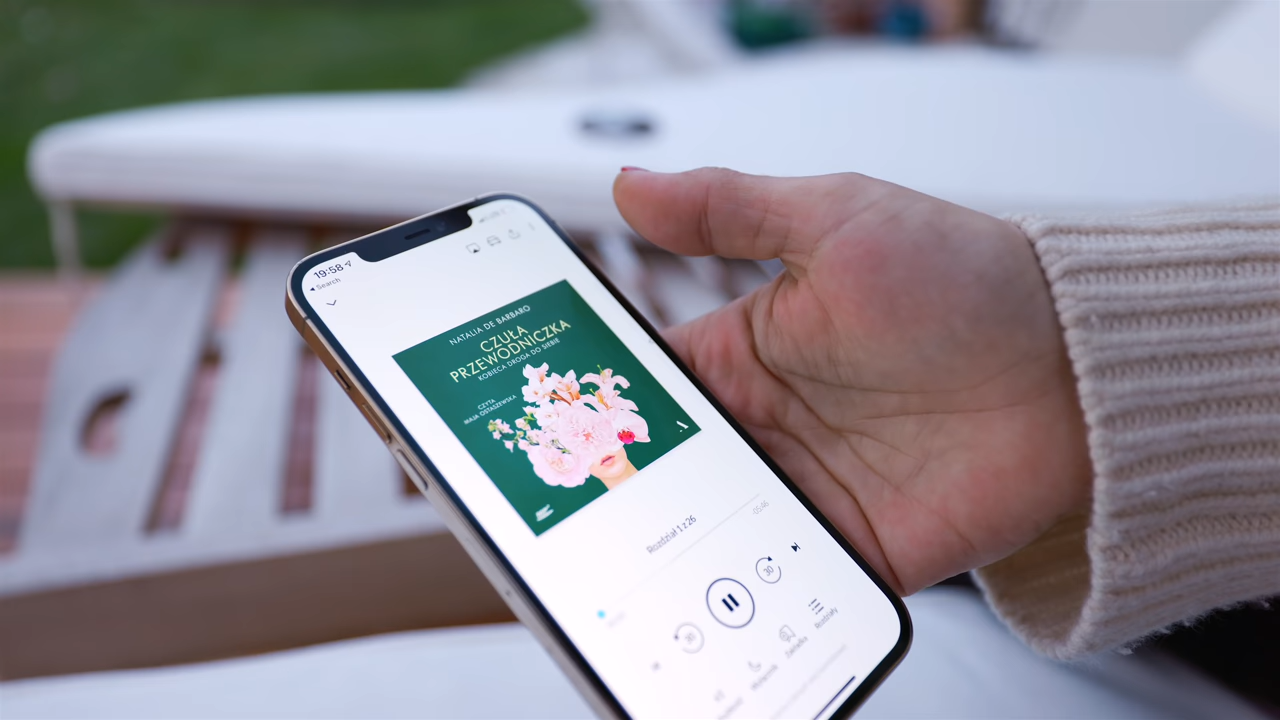 19:58
Search
NATALIA DE BARBARO
CZUŁA
PRZEWODNICZKA
KOBIECA DROGA DO SIEBIE
CZYTA
MAJA OSTASZEWSKA
Rozdział 1 z 26
30
30
Zakładka
Rozdziały